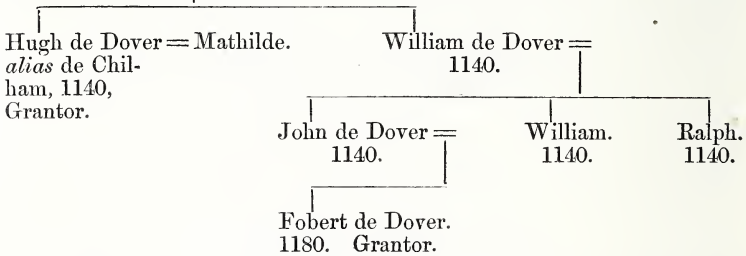 Hugh de Dover = Mathilde.
alias de Chil-
ham, 1140,
Grantor.
William de Dover =
1140.
John de Dover =
1140.
William.
1140.
Ralph.
1140.
Fobert de Dover.
1180. Grantor.